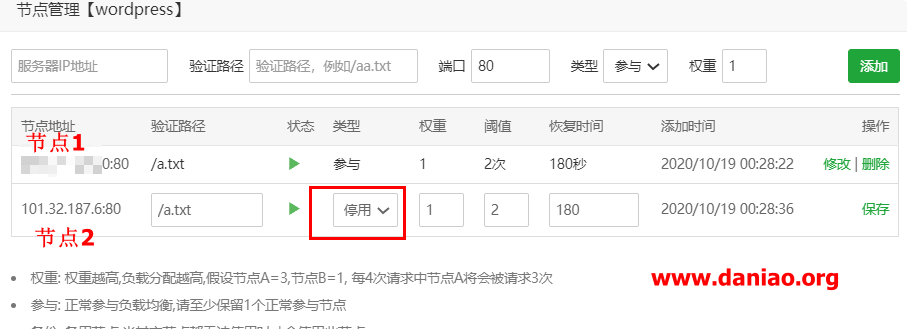 节点管理【wordpress】
服务器IP地址 验证路径 验证路径，例如/aa.txt 端口 80 类型 参与 权重 1 添加
节点地址 验证路径 状态 类型 权重 阈值 恢复时间 添加时间 操作
节点1
0:80 /a.txt 参与 1 2次 180秒 2020/10/19 00:28:22 修改 | 删除
101.32.187.6:80 /a.txt 停用 1 2 180 2020/10/19 00:28:36 保存
节点2
权重: 权重越高,负载分配越高,假设节点A=3,节点B=1, 每4次请求中节点A将会被请求3次
www.daniao.org
参与: 正常参与负载均衡,请至少保留1个正常参与节点